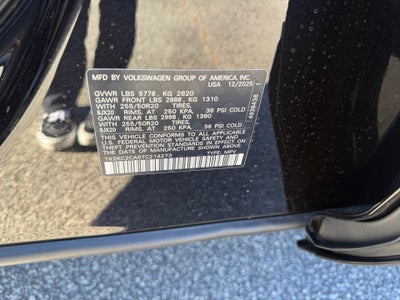 MFD BY VOLKSWAGEN GROUP OF AMERICA, INC.
USA 12/2025
GVWR LBS 5776, KG 2620
GAWR FRONT LBS 2888, KG 1310
WITH 255/50R20 TIRES,
8JX20 RIMS, AT 250 KPA/ 36 PSI COLD
GAWR REAR LBS 2998, KG 1360
WITH 255/50R20 TIRES,
8JX20 RIMS, AT 250 KPA/ 36 PSI COLD
THIS VEHICLE CONFORMS TO ALL APPLICABLE
U.S. FEDERAL MOTOR VEHICLE SAFETY AND
THEFT PREVENTION STANDARDS IN EFFECT ON THE
DATE OF MANUFACTURE SHOWN ABOVE.
1V2KC2CA5TC214273 TYPE: MPV